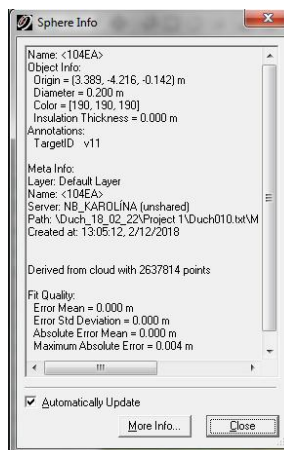 Sphere Info
Name: <104EA>
Object Info:
Origin = (3.389, -4.216, -0.142) m
Diameter = 0.200 m
Color = [190, 190, 190]
Insulation Thickness = 0.000 m
Annotations:
TargetID v11
Meta Info:
Layer: Default Layer
Name: <104EA>
Server: NB_KAROLÍNA (unshared)
Path: \Duch_18_02_22\Project 1\Duch010.txt\M
Created at: 13:05:12, 2/12/2018
Derived from cloud with 2637814 points
Fit Quality:
Error Mean = 0.000 m
Error Std Deviation = 0.000 m
Absolute Error Mean = 0.000 m
Maximum Absolute Error = 0.004 m
Automatically Update
More Info...
Close